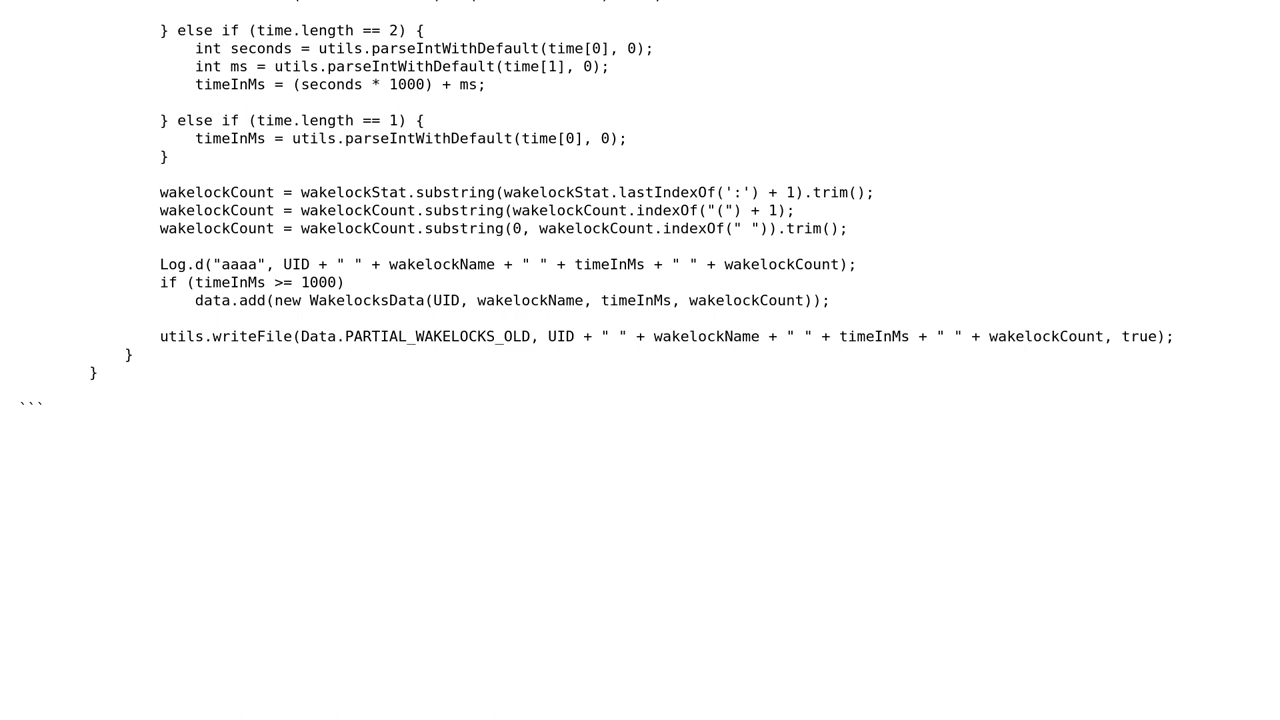 } else if (time.length == 2) {
int seconds = utils.parseIntWithDefault(time[0], 0);
int ms = utils.parseIntWithDefault(time[1], 0);
timeInMs = (seconds * 1000) + ms;
} else if (time.length == 1) {
timeInMs = utils.parseIntWithDefault(time[0], 0);
}
wakelockCount = wakelockStat.substring(wakelockStat.lastIndexOf(':') + 1).trim();
wakelockCount = wakelockCount.substring(wakelockCount.indexOf("(") + 1);
wakelockCount = wakelockCount.substring(0, wakelockCount.indexOf(" ")).trim();
Log.d("aaaa", UID + " " + wakelockName + " " + timeInMs + " " + wakelockCount);
if (timeInMs >= 1000)
data.add(new WakelocksData(UID, wakelockName, timeInMs, wakelockCount));
utils.writeFile(Data.PARTIAL_WAKELOCKS_OLD, UID + " " + wakelockName + " " + timeInMs + " " + wakelockCount, true);
}
}
```